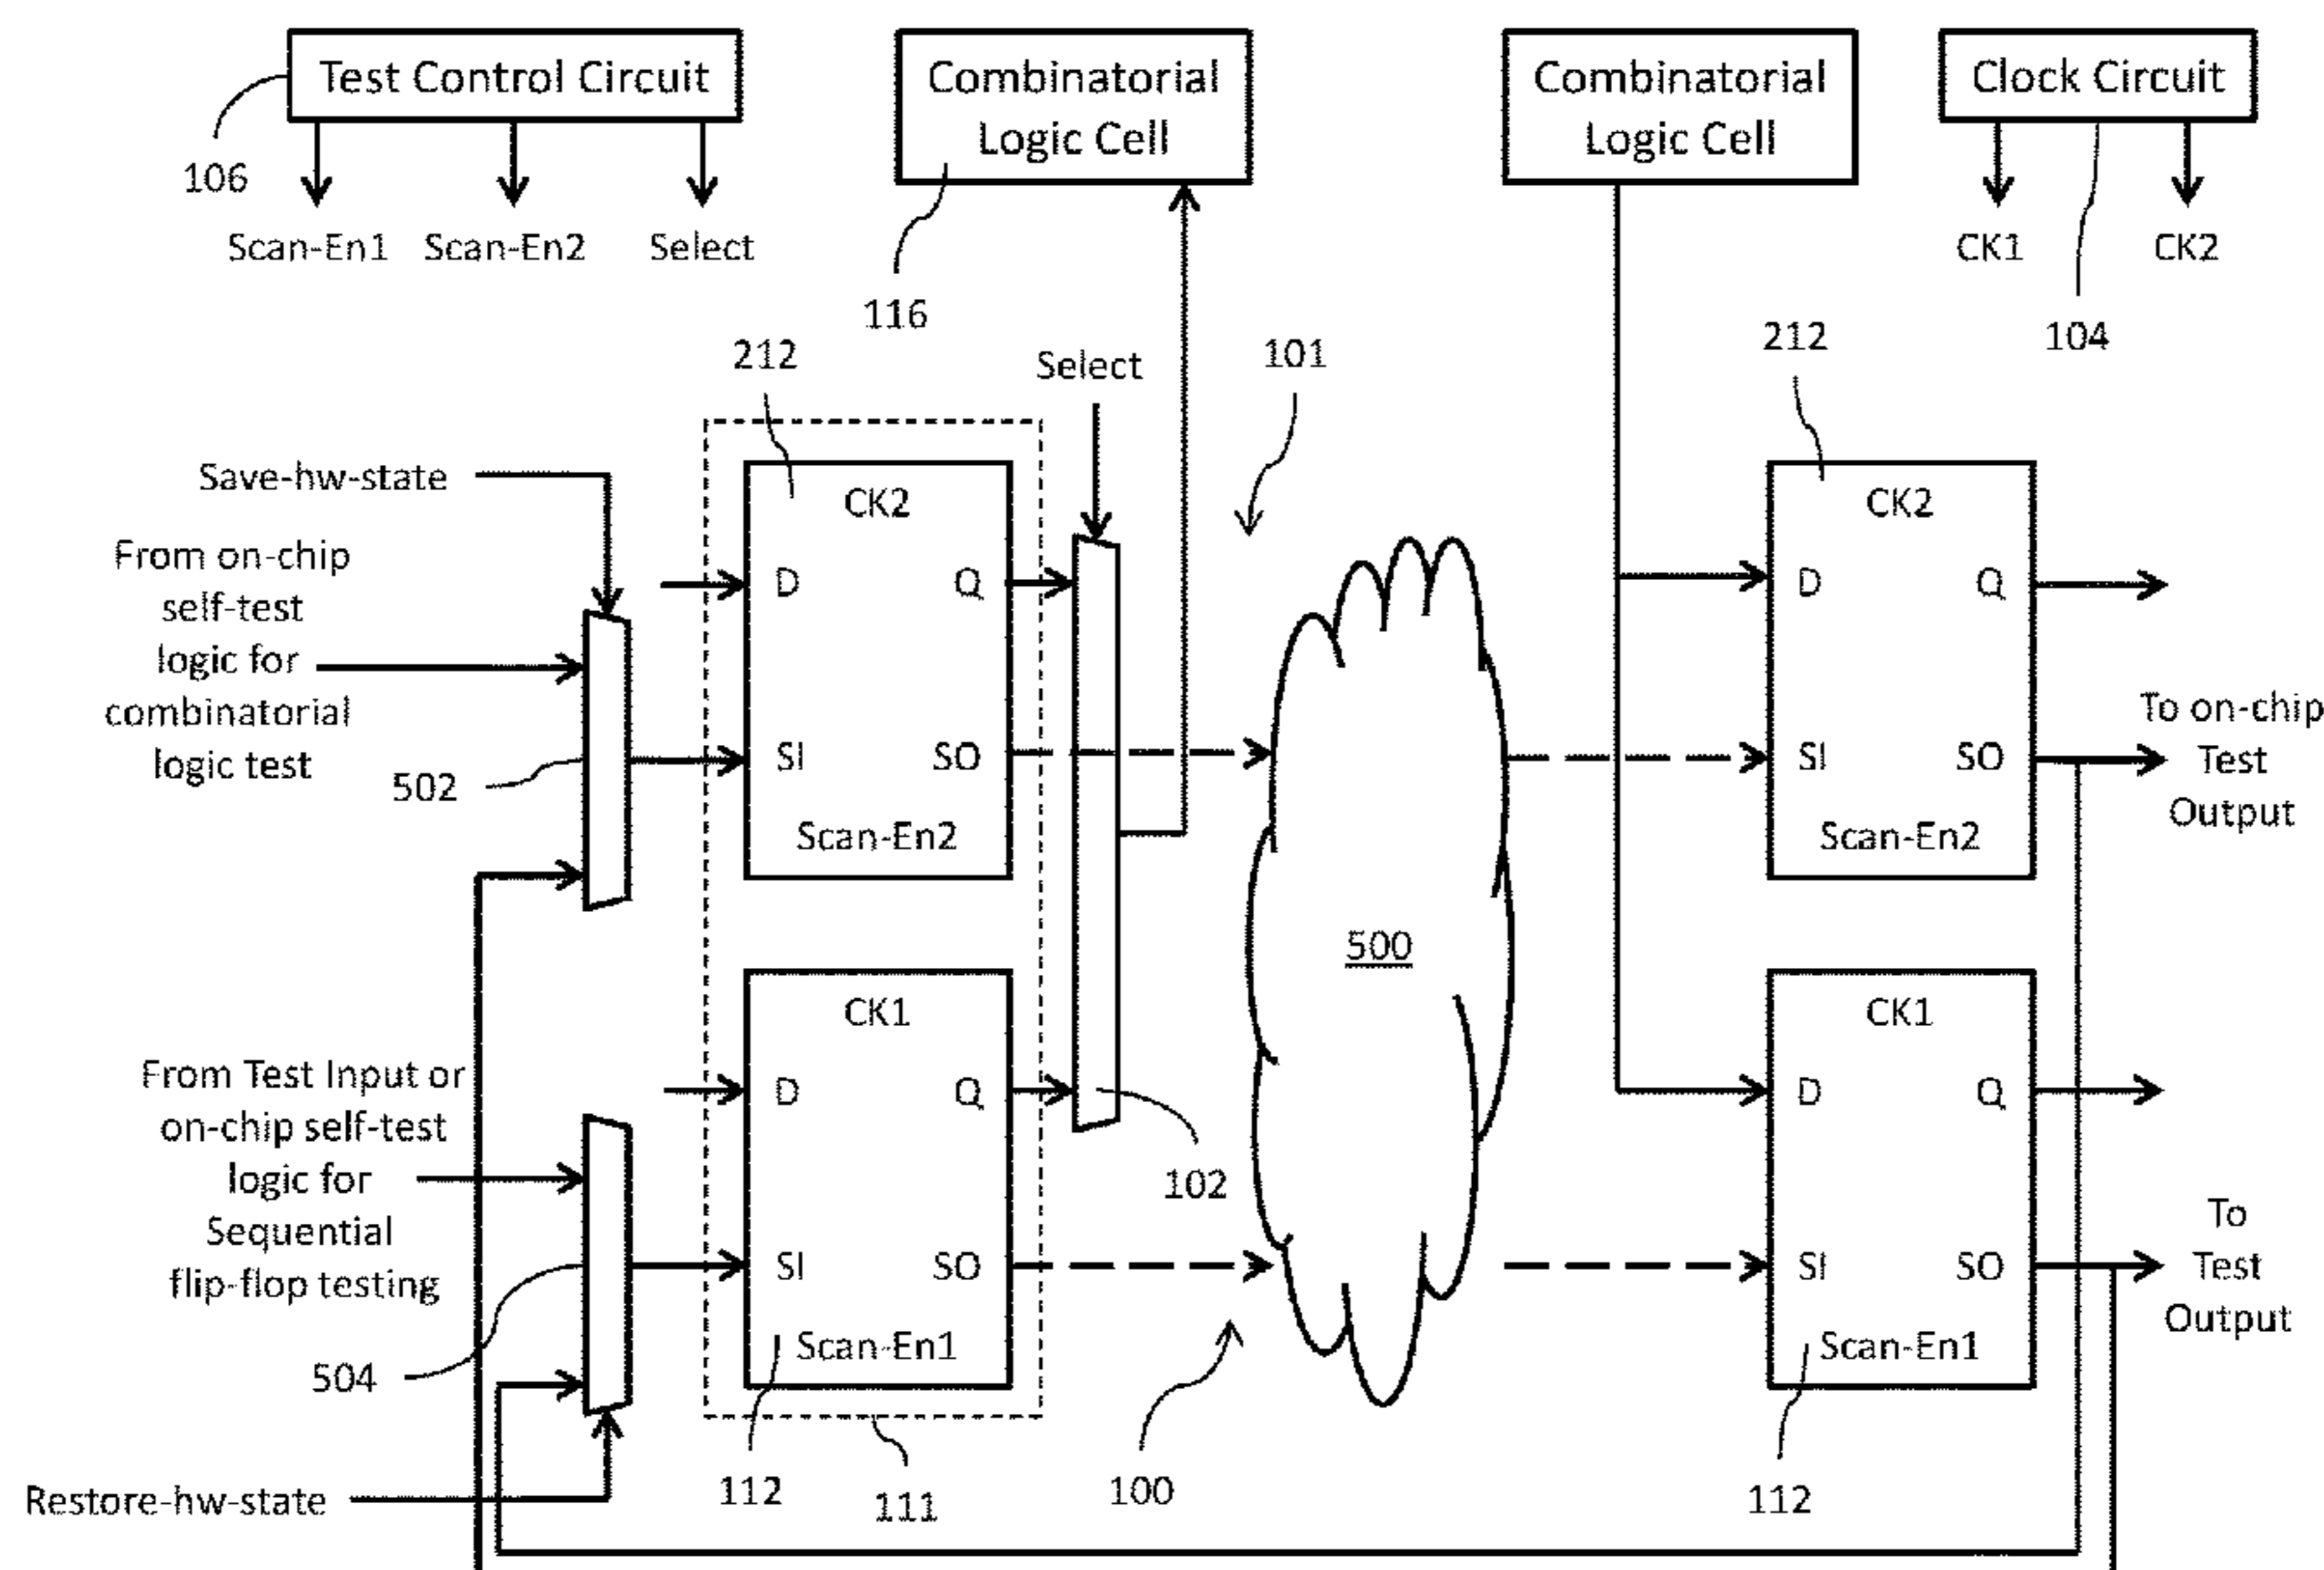 Test Control Circuit
106
Scan-En1
Scan-En2
Select
Combinatorial
Logic Cell
116
Combinatorial
Logic Cell
Clock Circuit
CK1
CK2
104
212
Select
101
212
Save-hw-state
From on-chip
self-test
logic for
combinatorial
logic test
502
CK2
D
Q
SI
SO
Scan-En2
CK2
D
Q
SI
SO
Scan-En2
To on-chip
Test
Output
500
From Test Input or
on-chip self-test
logic for
Sequential
flip-flop testing
504
CK1
D
Q
SI
SO
Scan-En1
102
CK1
D
Q
SI
SO
Scan-En1
To
Test
Output
Restore-hw-state
112
111
100
112